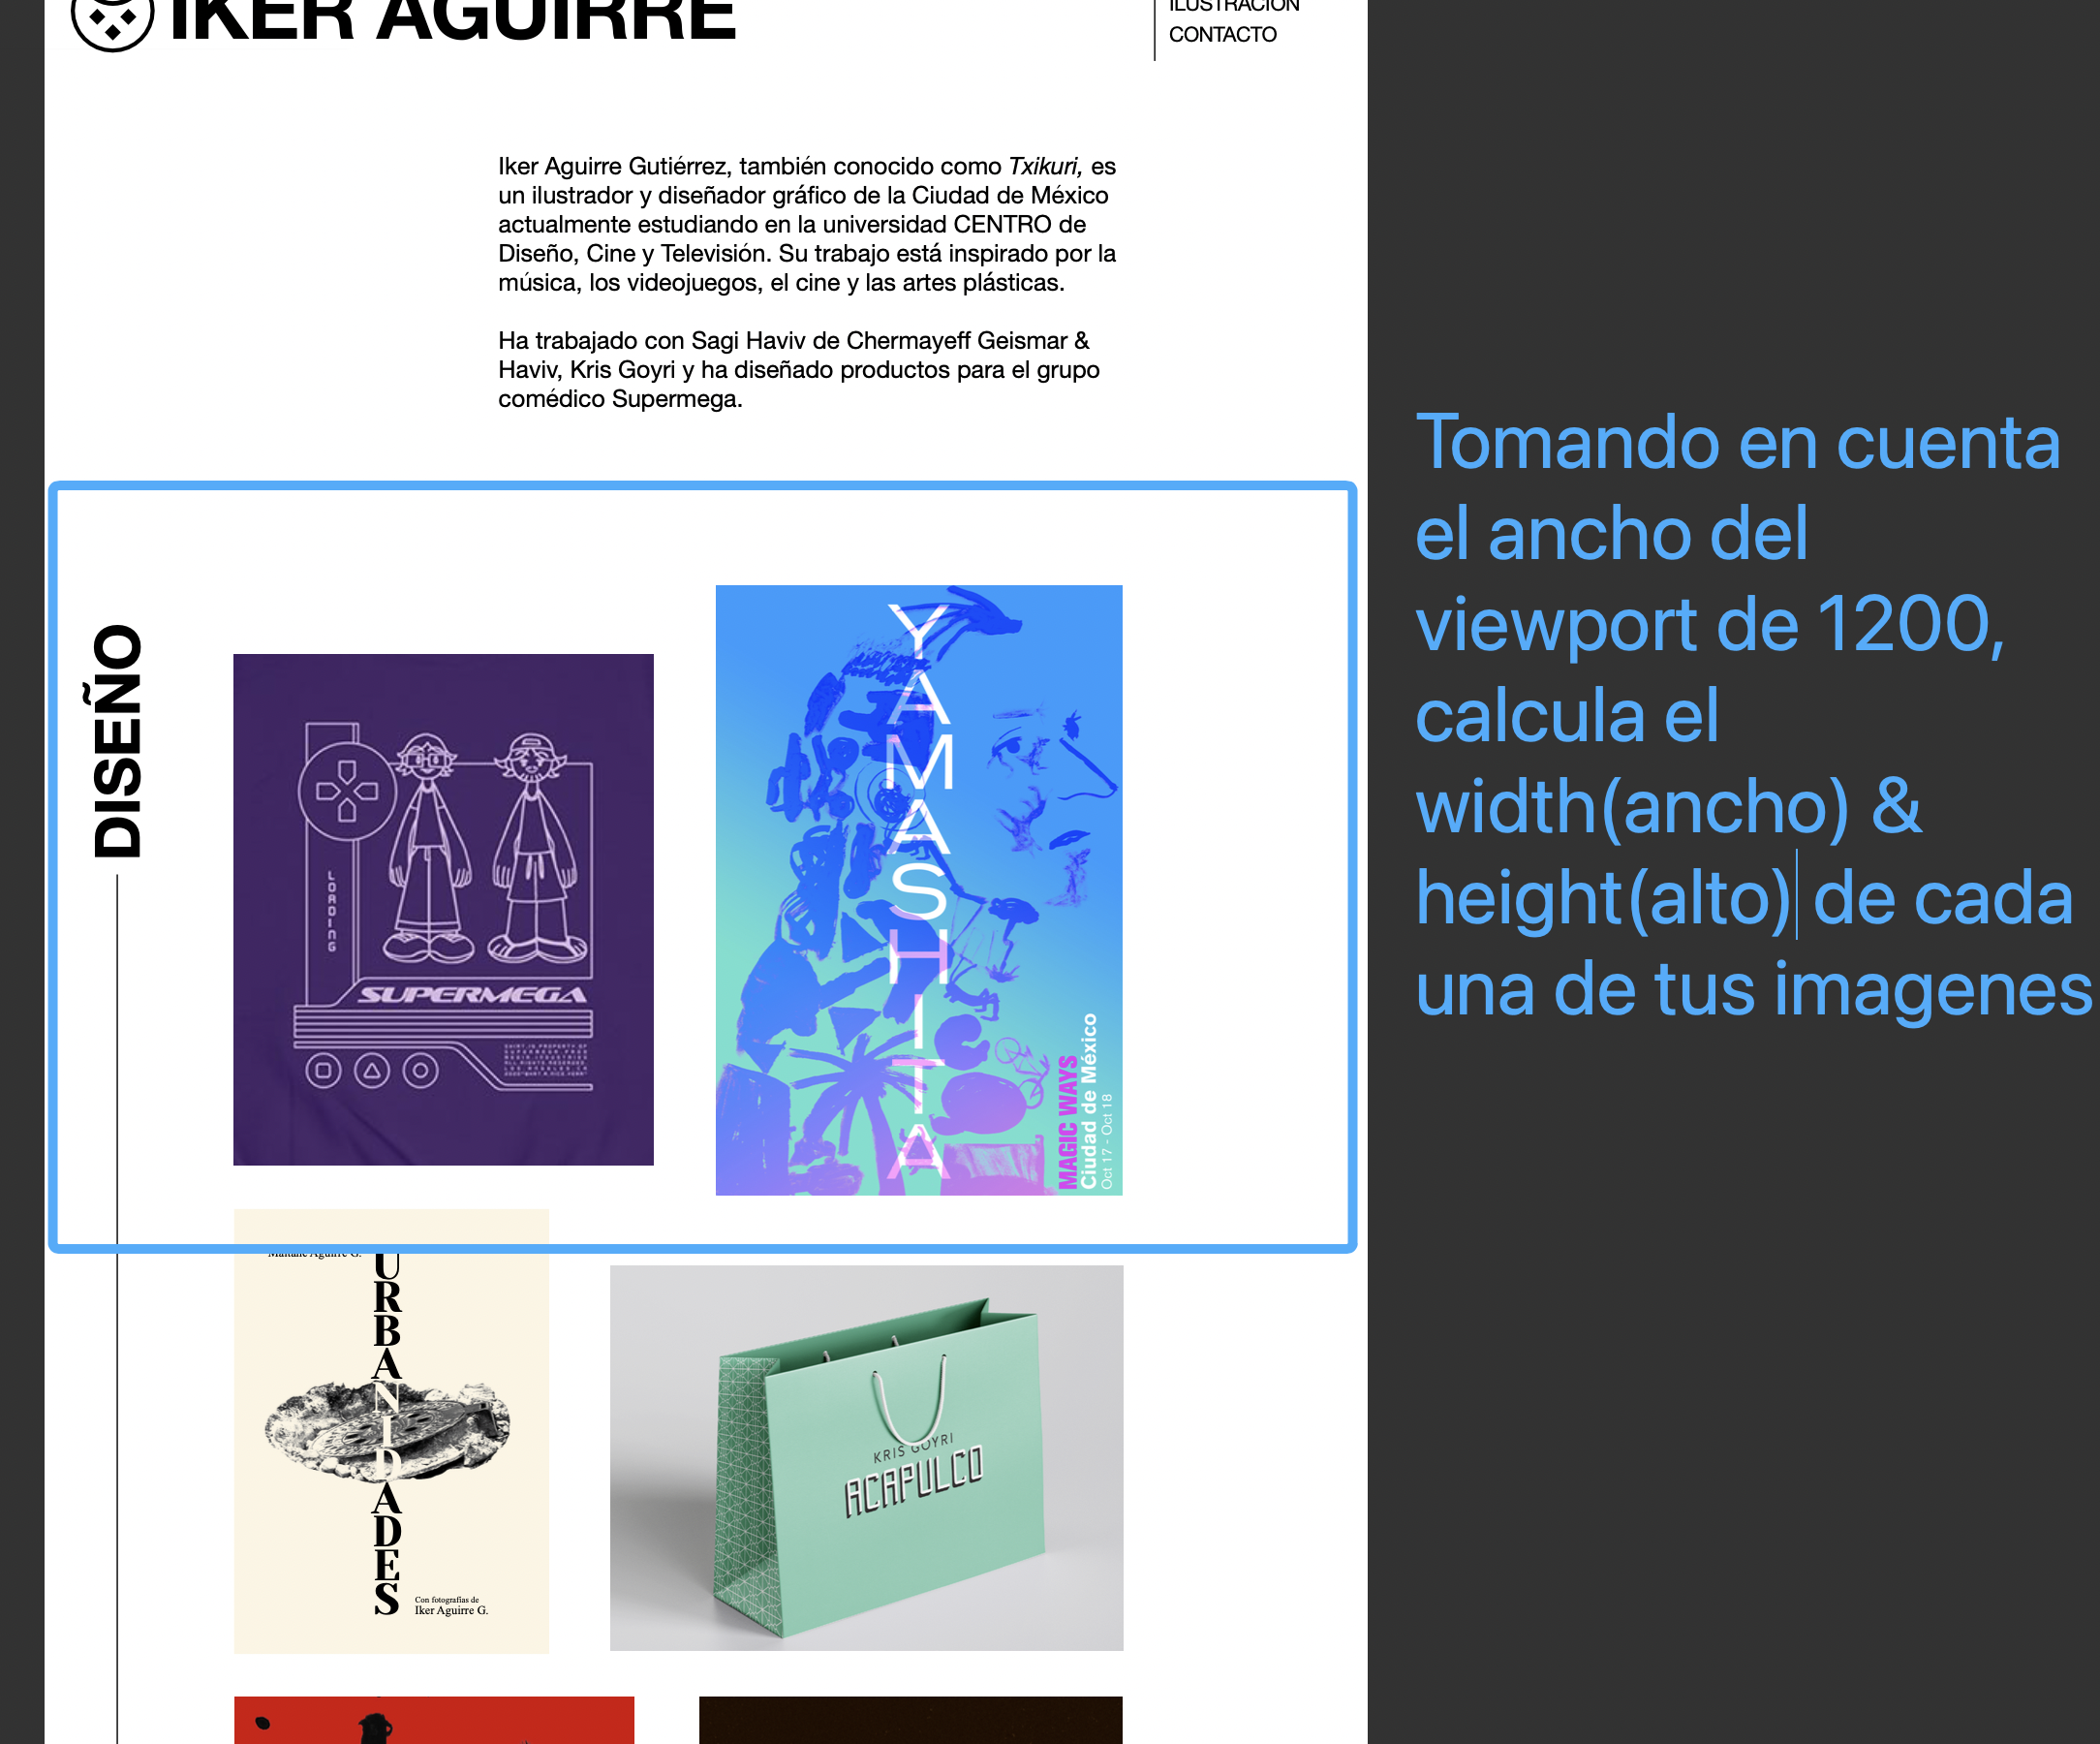 IKER AGUIRRE
ILUSTRACIÓN
CONTACTO
Iker Aguirre Gutiérrez, también conocido como Txikuri, es
un ilustrador y diseñador gráfico de la Ciudad de México
actualmente estudiando en la universidad CENTRO de
Diseño, Cine y Televisión. Su trabajo está inspirado por la
música, los videojuegos, el cine y las artes plásticas.
Ha trabajado con Sagi Haviv de Chermayeff Geismar &
Haviv, Kris Goyri y ha diseñado productos para el grupo
comédico Supermega.
Tomando en cuenta
el ancho del
viewport de 1200,
calcula el
width(ancho) &
height(alto) de cada
una de tus imagenes
DISEÑO
LOADING
SUPERMEGA
YAMASHITA
MAGIC WAYS
Ciudad de México
Oct 17 - Oct 18
Aguirre G.
URBANIDADES
Con fotografías de
Iker Aguirre G.
KRIS GOYRI
ACAPULCO